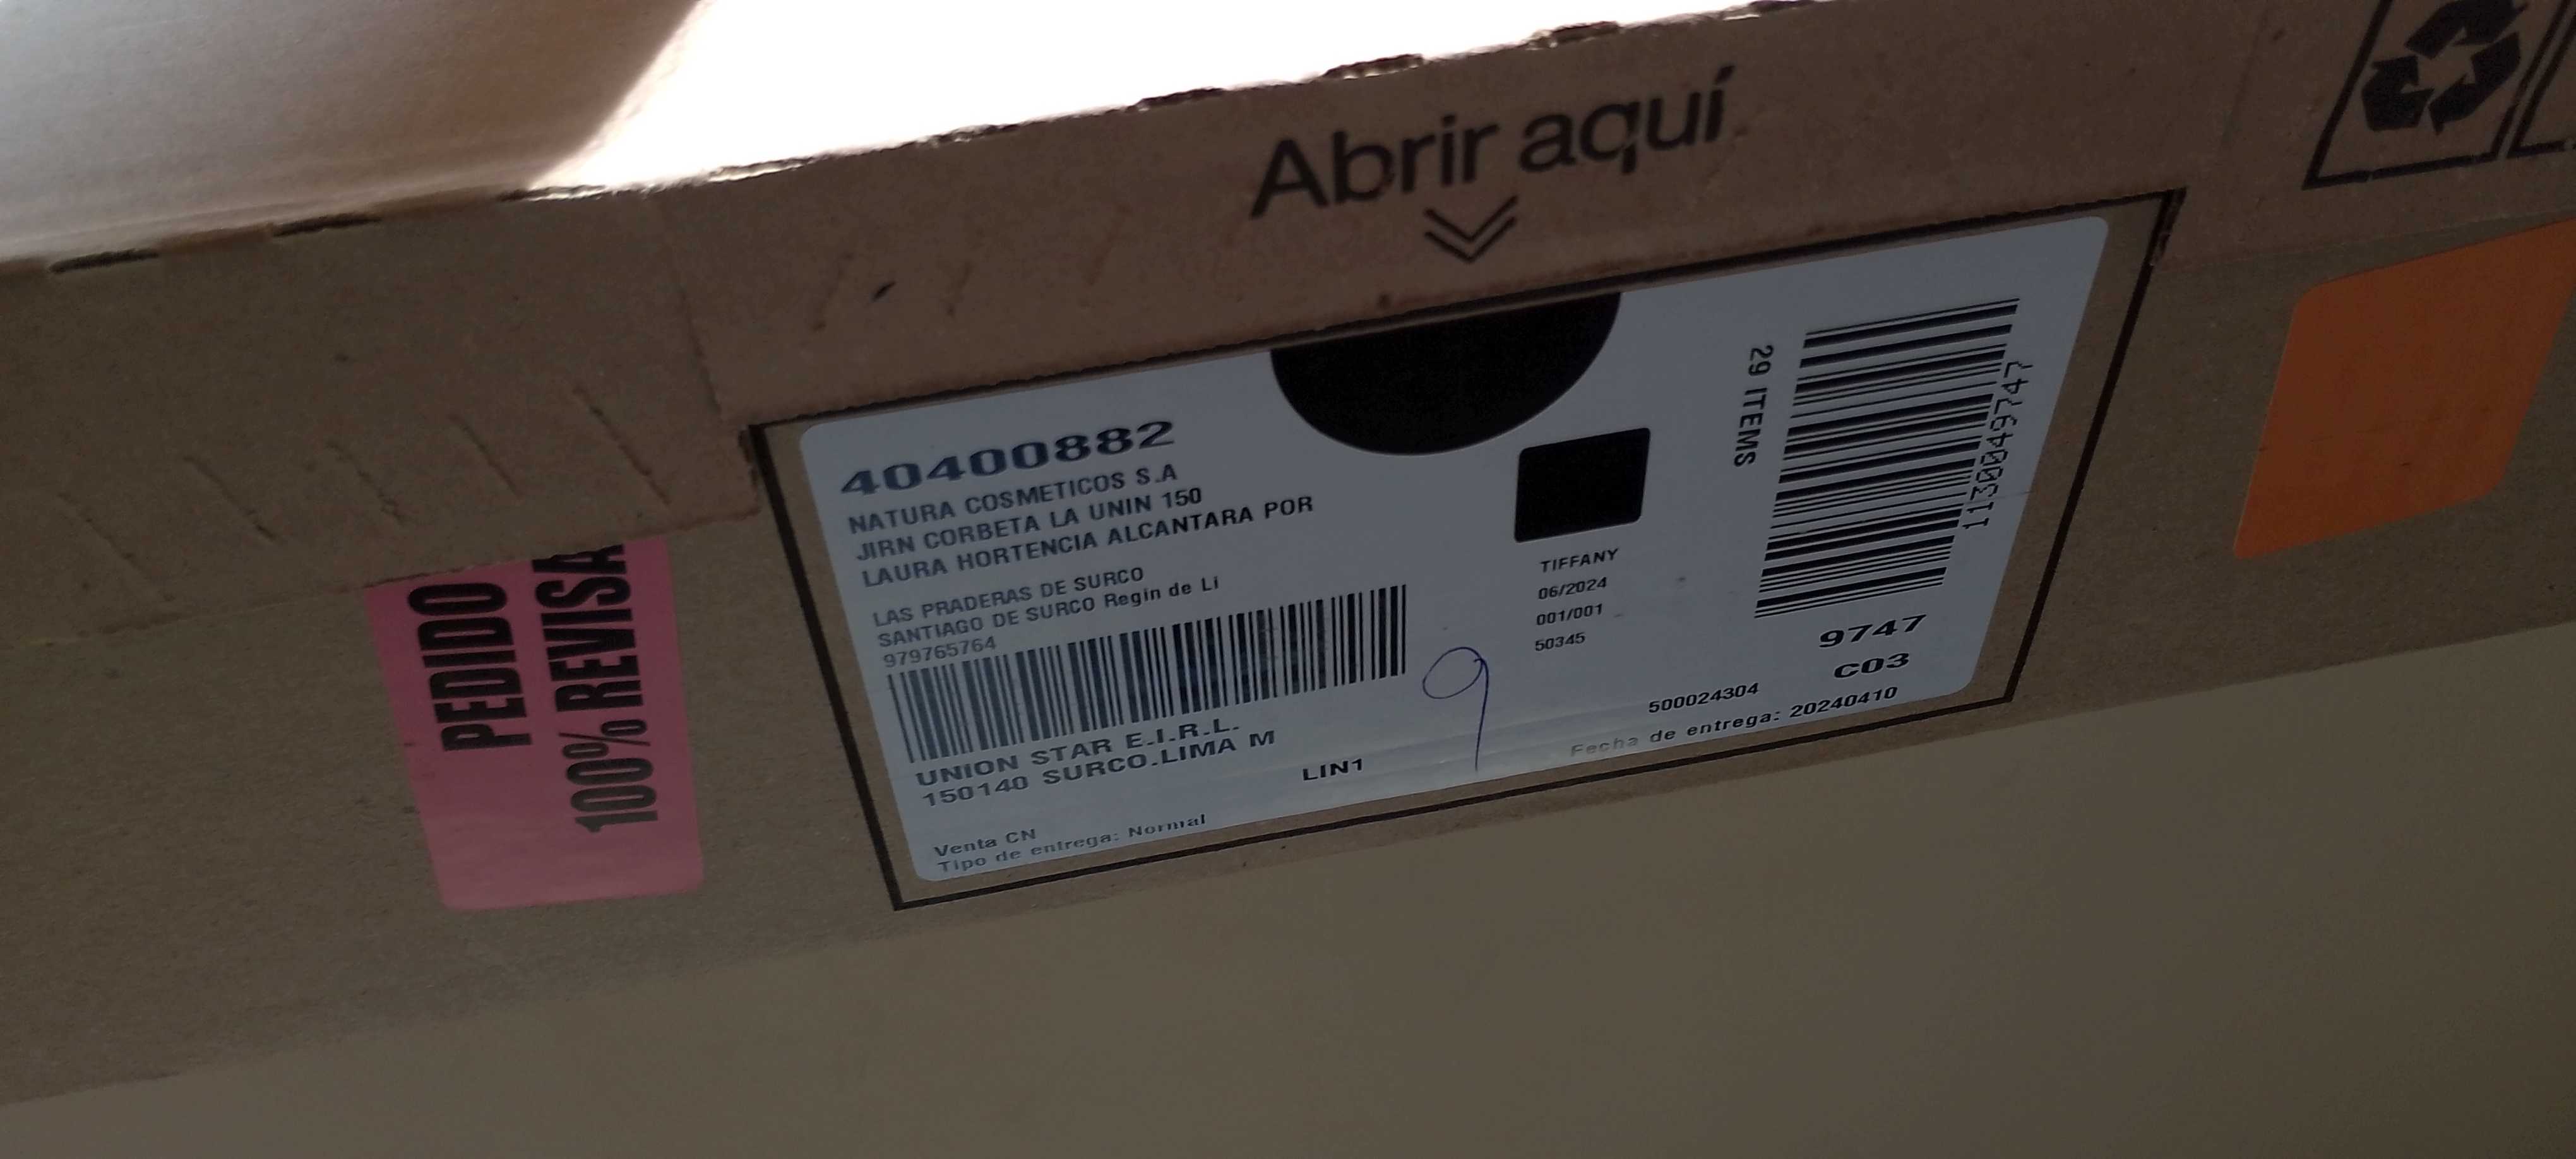 Abrir aquí
40400882
NATURA COSMETICOS S.A
JIRN CORBETA LA UNIN 150
LAURA HORTENCIA ALCANTARA POR
LAS PRADERAS DE SURCO
SANTIAGO DE SURCO Regin de Li
979765764
UNION STAR E.I.R.L.
150140 SURCO.LIMA M
LIN1
Venta CN
Tipo de entrega: Normal
9
TIFFANY
06/2024
001/001
50345
29 ITEMS
11300497747
9747
C03
500024304
Fecha de entrega: 20240410
PEDIDO
100% REVISA